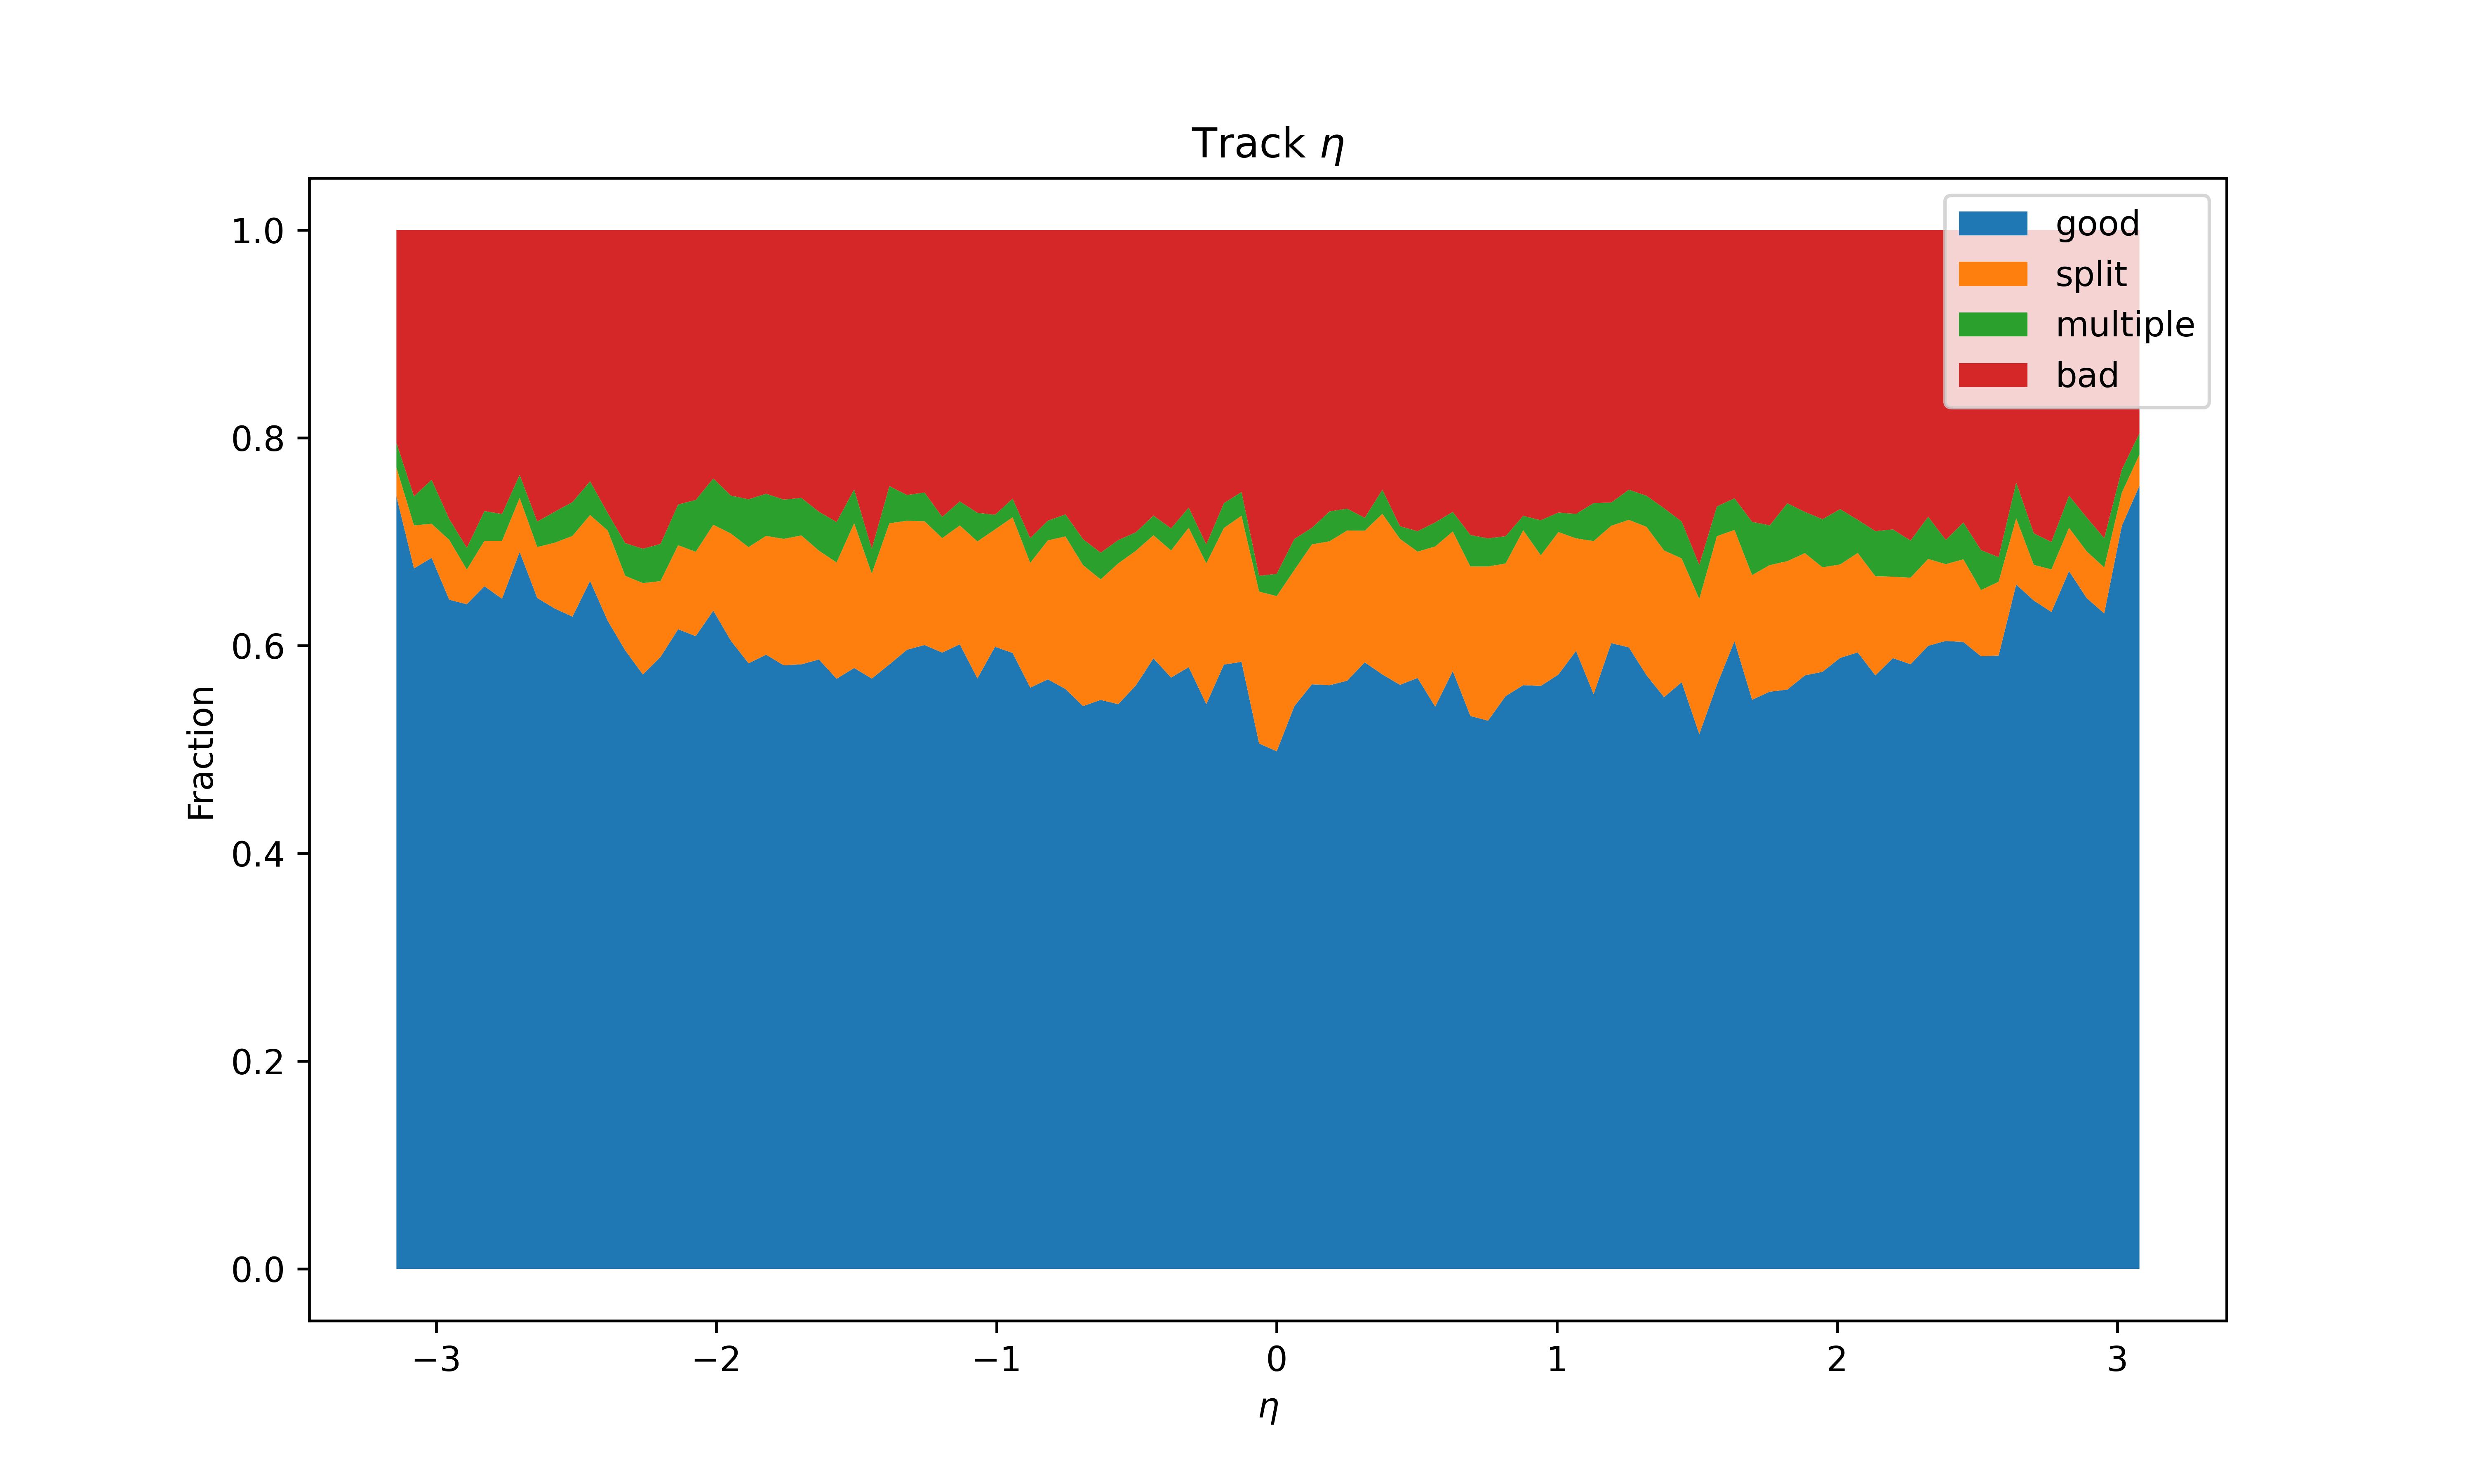 Track η
good
split
multiple
bad
1.0
0.8
0.6
0.4
0.2
0.0
Fraction
−3 −2 −1 0 1 2 3
η